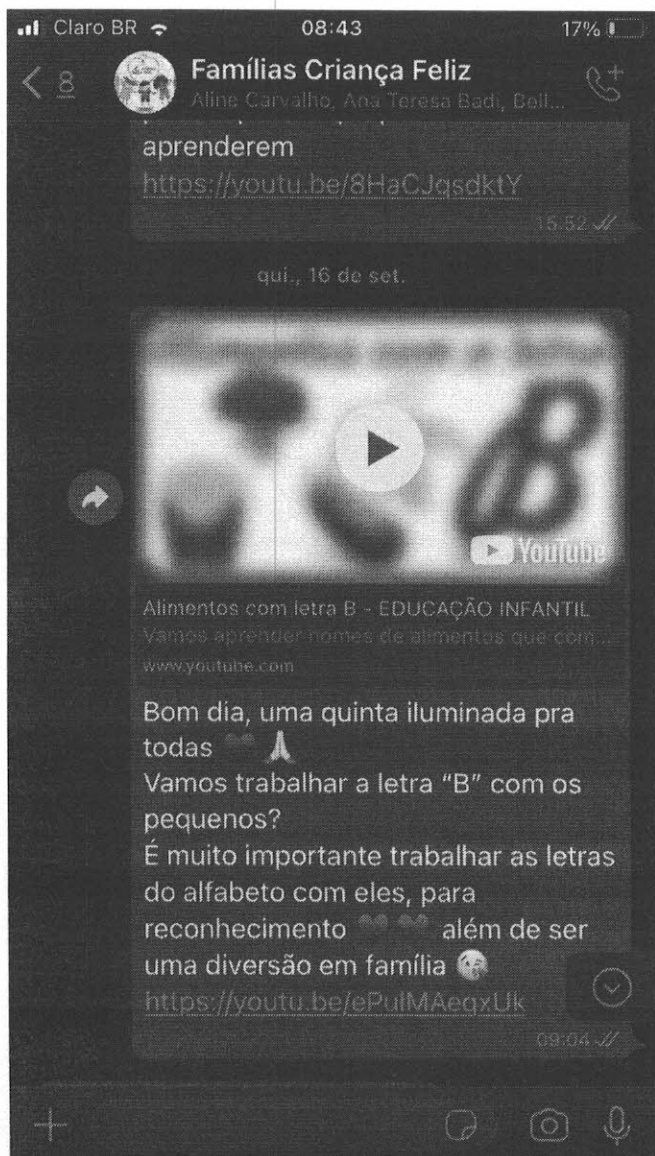 Claro BR
08:43
17%
8
Famílias Criança Feliz
Aline Carvalho, Ana Teresa Badi, Dell...
aprenderem
https://youtu.be/8HaCJqsdktY
15:52
qui., 16 de set.
B
YouTube
Alimentos com letra B - EDUCAÇÃO INFANTIL
Vamos aprender nomes de alimentos que com...
www.youtube.com
Bom dia, uma quinta iluminada pra
todas
Vamos trabalhar a letra “B” com os
pequenos?
É muito importante trabalhar as letras
do alfabeto com eles, para
reconhecimento além de ser
uma diversão em família
https://youtu.be/ePulMAeqxUk
09:04